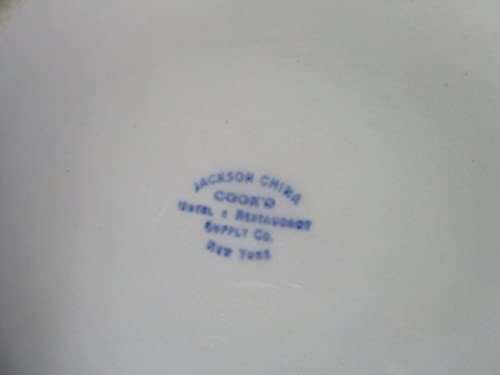 JACKSON CHINA
COOK'S
HOTEL & RESTAURANT
SUPPLY CO.
NEW YORK